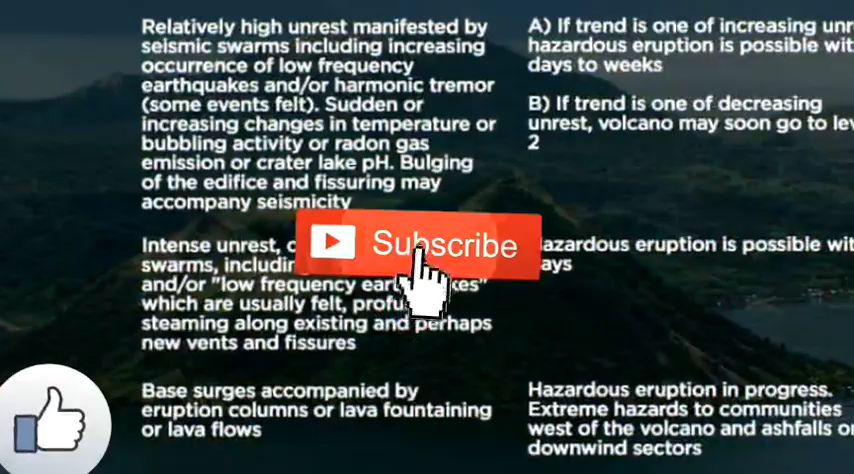 Relatively high unrest manifested by
seismic swarms including increasing
occurrence of low frequency
earthquakes and/or harmonic tremor
(some events felt). Sudden or
increasing changes in temperature or
bubbling activity or radon gas
emission or crater lake pH. Bulging
of the edifice and fissuring may
accompany seismicity
A) If trend is one of increasing
hazardous eruption is possible
days to weeks
B) If trend is one of decreasing
unrest, volcano may soon go to
2
Intense unrest,
swarms, including
and/or "low frequency
which are usually felt,
steaming along existing and perhaps
new vents and fissures
Subscribe
Hazardous eruption is possible
Base surges accompanied by
eruption columns or lava fountaining
or lava flows
Hazardous eruption in progress.
Extreme hazards to communities
west of the volcano and ashfalls
downwind sectors